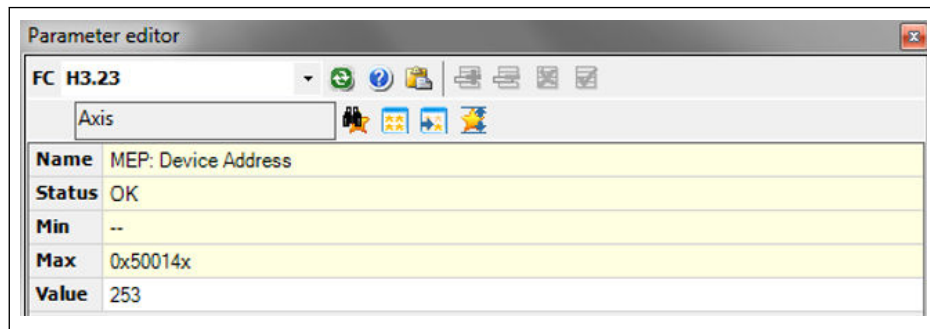 Parameter editor
FC H3.23
Axis
Name MEP: Device Address
Status OK
Min --
Max 0x50014x
Value 253